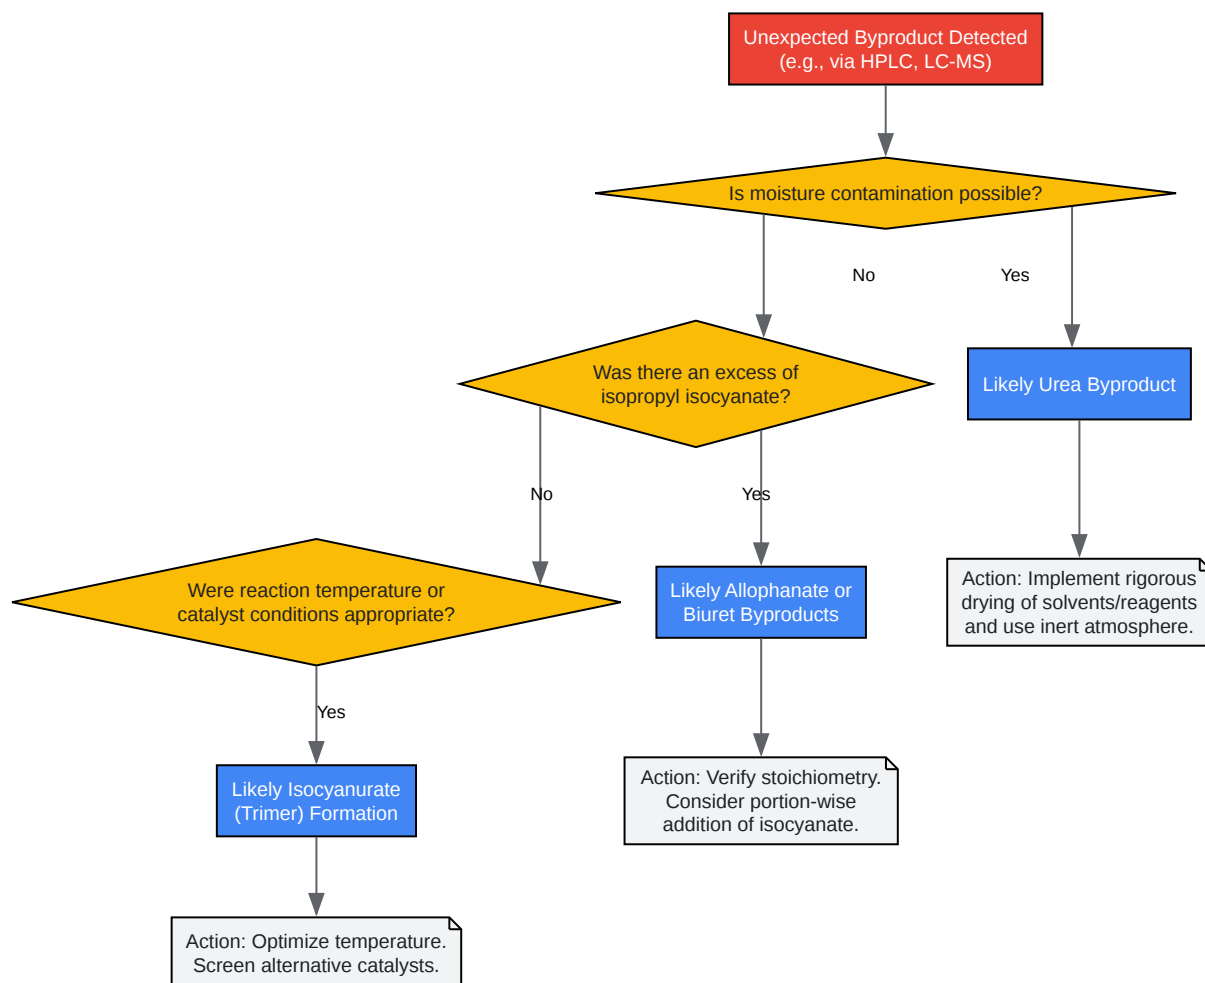 Unexpected Byproduct Detected
(e.g., via HPLC, LC-MS)
Is moisture contamination possible?
No
Yes
Was there an excess of
isopropyl isocyanate?
Likely Urea Byproduct
No
Yes
Were reaction temperature or
catalyst conditions appropriate?
Likely Allophanate or
Biuret Byproducts
Action: Implement rigorous
drying of solvents/reagents
and use inert atmosphere.
Yes
Likely Isocyanurate
(Trimer) Formation
Action: Verify stoichiometry.
Consider portion-wise
addition of isocyanate.
Action: Optimize temperature.
Screen alternative catalysts.